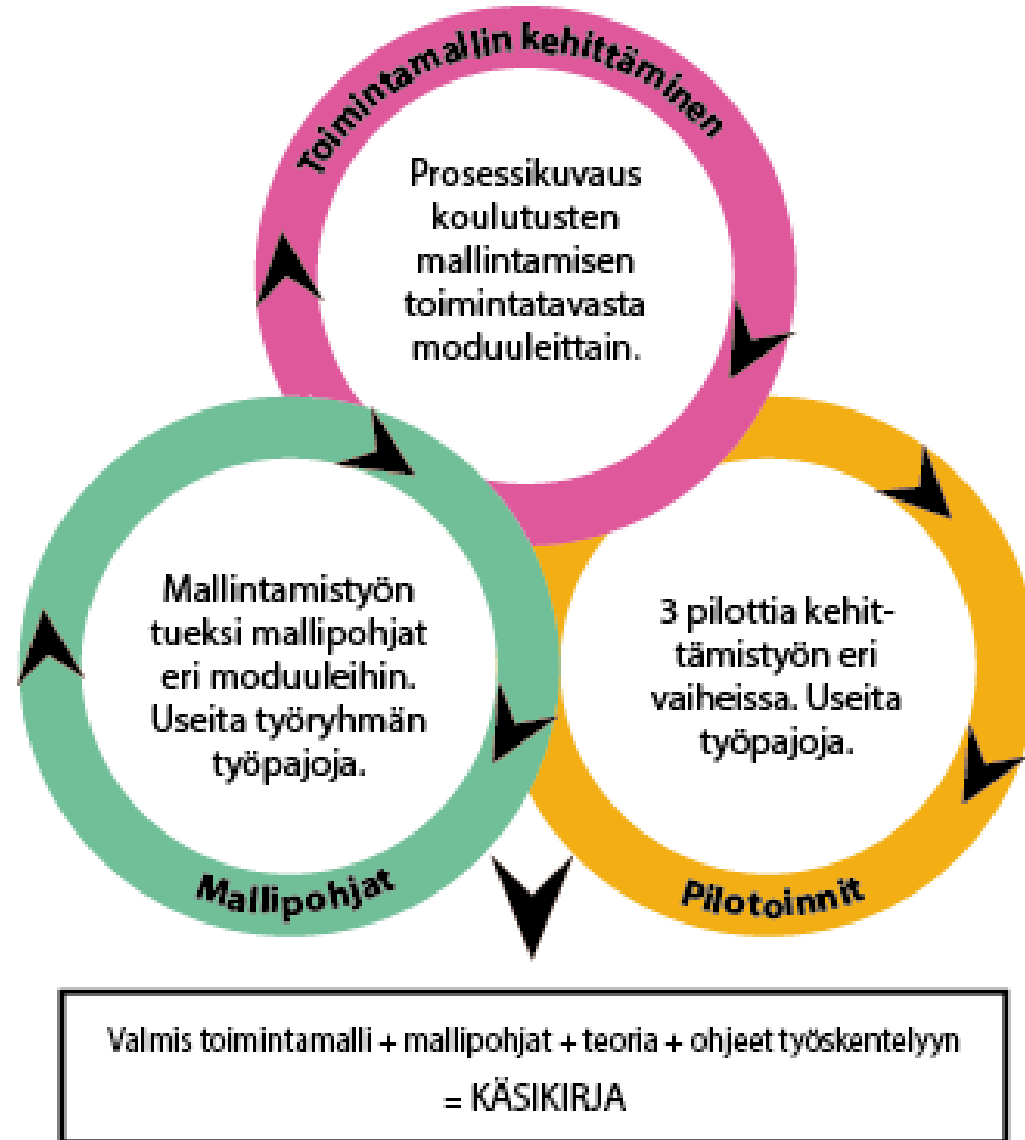 Toimintamallin kehittäminen
Prosessikuvaus
koulutusten
mallintamisen
toimintatavasta
moduuleittain.
Mallintamistyön
tueksi mallipohjat
eri moduuleihin.
Useita työryhmän
työpajoja.
Mallipohjat
3 pilottia kehit-
tämistyön eri
vaiheissa. Useita
työpajoja.
Pilotoinnit
Valmis toimintamalli + mallipohjat + teoria + ohjeet työskentelyyn
= KÄSIKIRJA